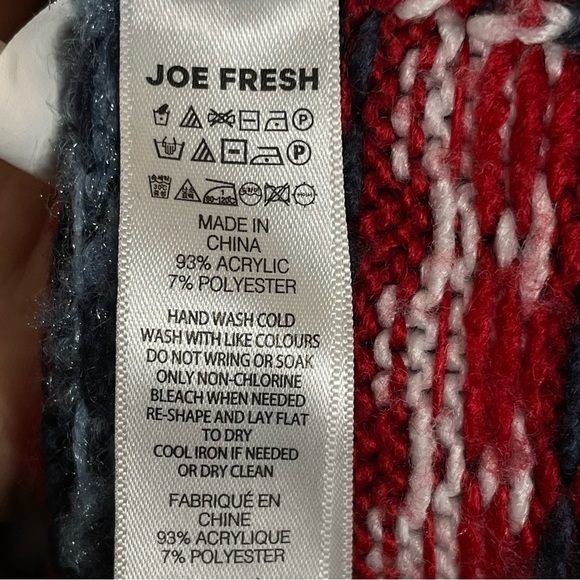 JOE FRESH
MADE IN
CHINA
93% ACRYLIC
7% POLYESTER
HAND WASH COLD
WASH WITH LIKE COLOURS
DO NOT WRING OR SOAK
ONLY NON-CHLORINE
BLEACH WHEN NEEDED
RE-SHAPE AND LAY FLAT
TO DRY
COOL IRON IF NEEDED
OR DRY CLEAN
FABRIQUÉ EN
CHINE
93% ACRYLIQUE
7% POLYESTER